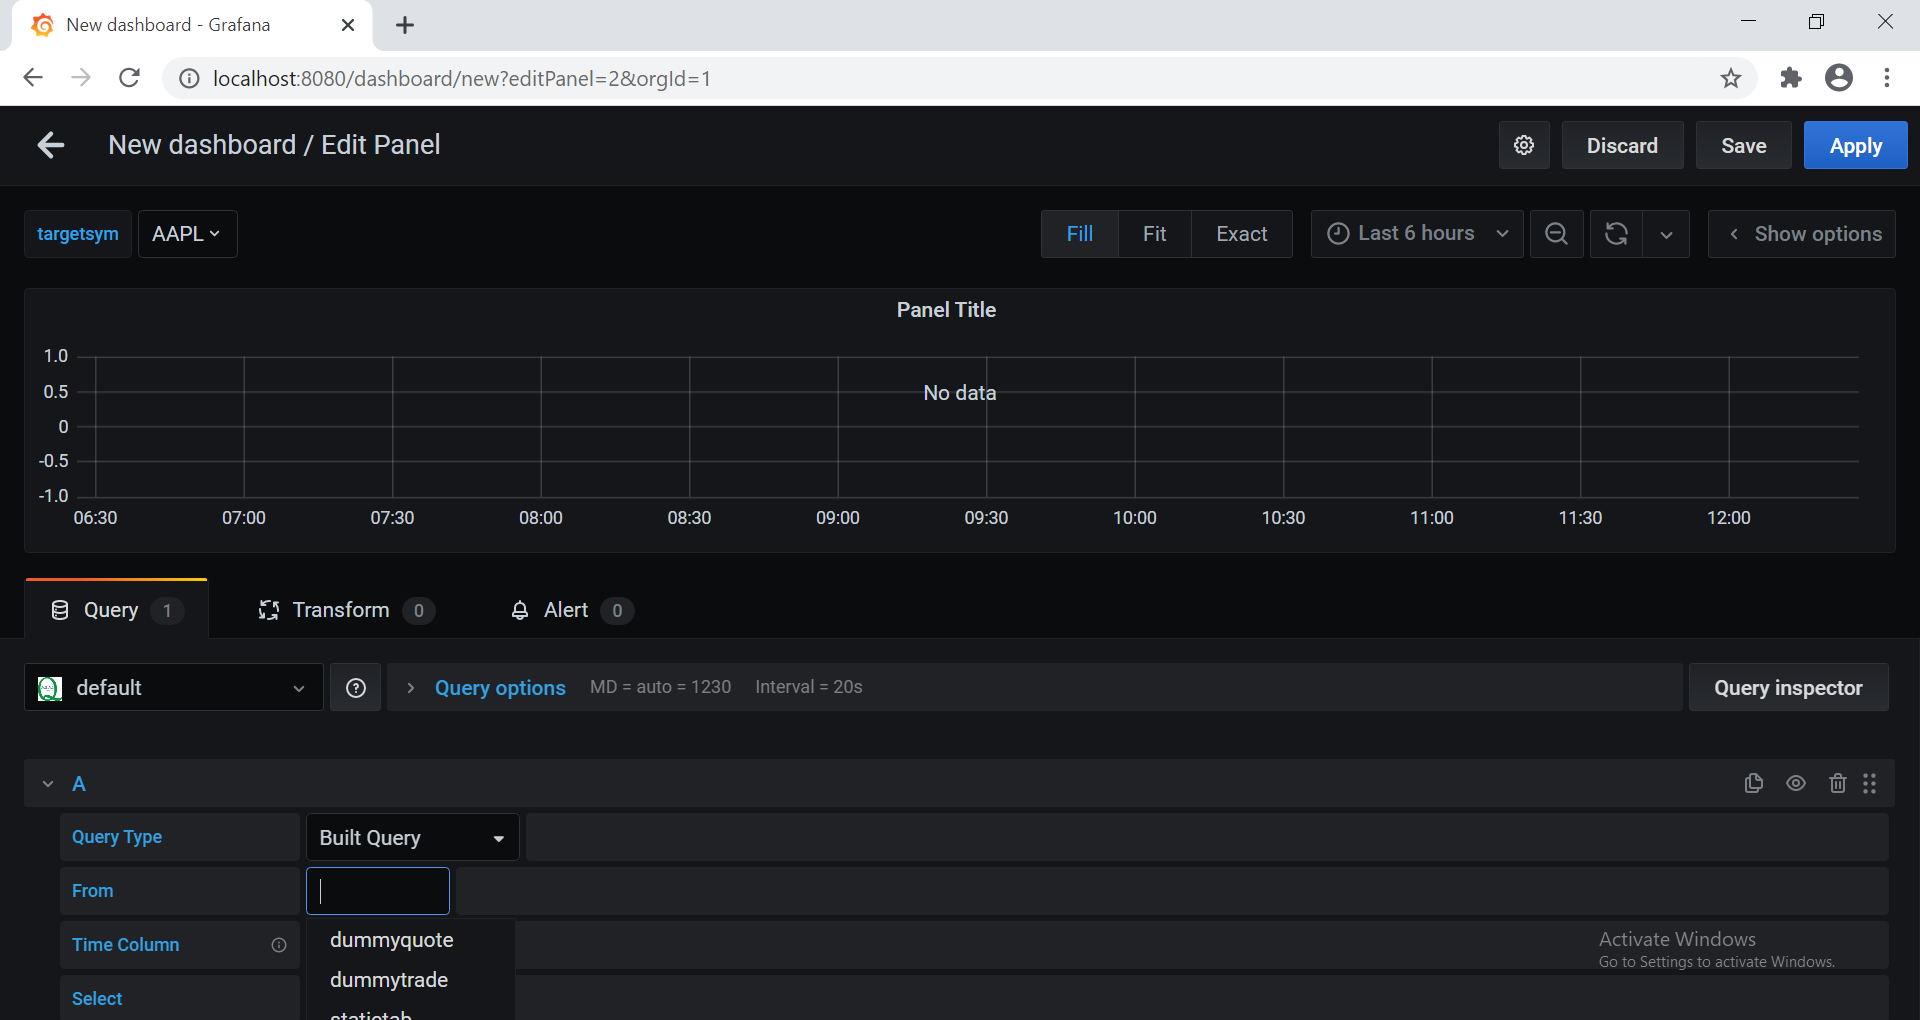 New dashboard - Grafana
localhost:8080/dashboard/new?editPanel=2&orgId=1
New dashboard / Edit Panel
Discard
Save
Apply
targetsym
AAPL
Fill
Fit
Exact
Last 6 hours
Show options
Panel Title
1.0
0.5
0
-0.5
-1.0
No data
06:30 07:00 07:30 08:00 08:30 09:00 09:30 10:00 10:30 11:00 11:30 12:00
Query 1
Transform 0
Alert 0
default
Query options MD = auto = 1230 Interval = 20s
Query inspector
A
Query Type
Built Query
From
dummyquote
Time Column
dummytrade
Select
statictab
Activate Windows
Go to Settings to activate Windows.